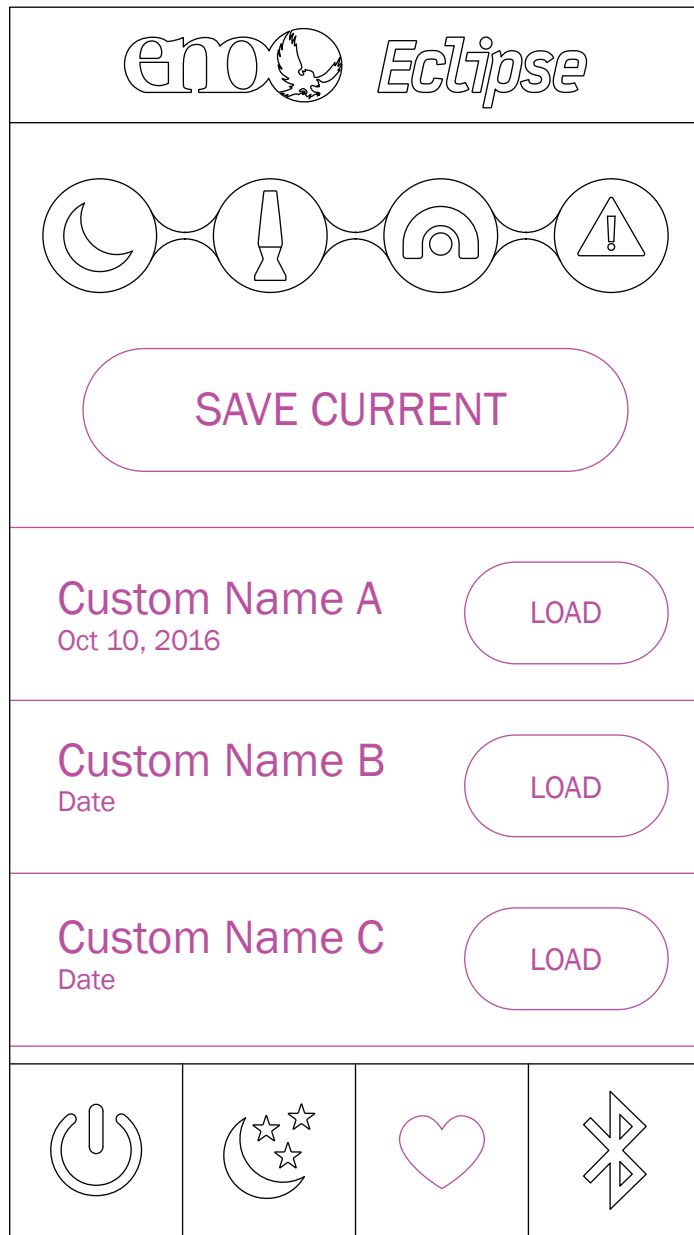 eno Eclipse
SAVE CURRENT
Custom Name A
Oct 10, 2016
LOAD
Custom Name B
Date
LOAD
Custom Name C
Date
LOAD